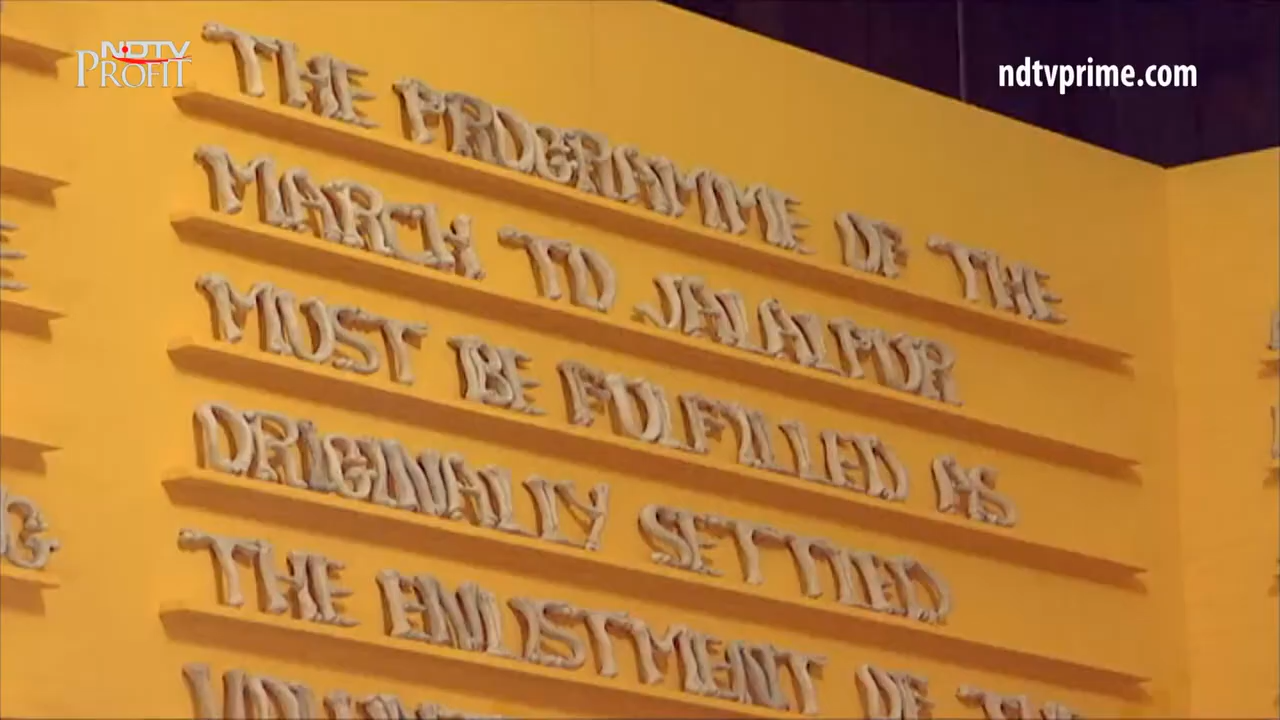 NDTV
PROFIT
ndtvprime.com
THE PROGRAMME OF THE
MARCH TO JALALPUR
MUST BE FULFILLED AS
ORIGINALLY SETTLED
THE ENLISTMENT OF